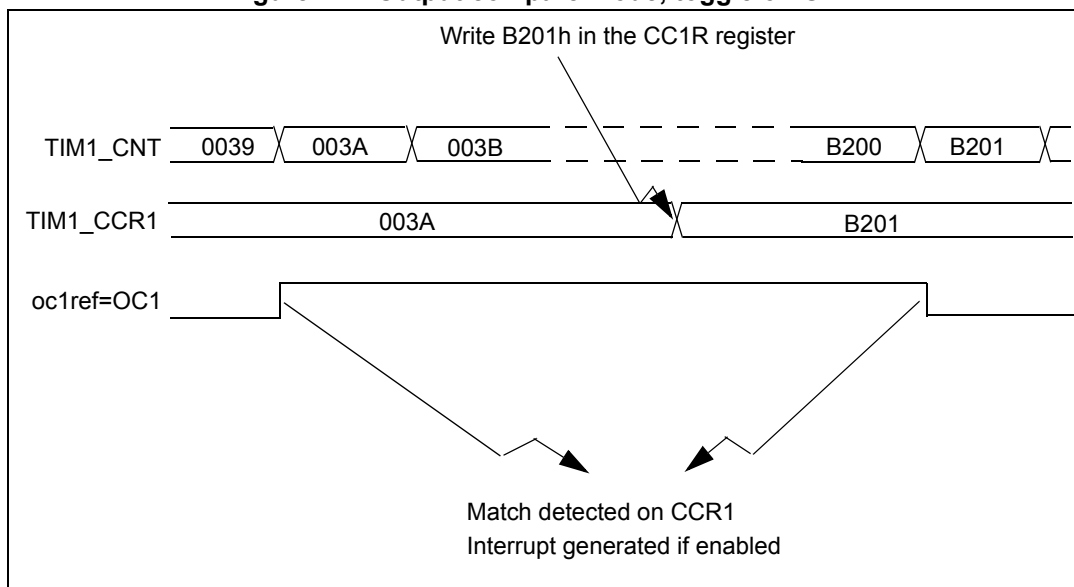 Write B201h in the CC1R register
TIM1_CNT 0039 003A 003B B200 B201
TIM1_CCR1 003A B201
oc1ref=OC1
Match detected on CCR1
Interrupt generated if enabled